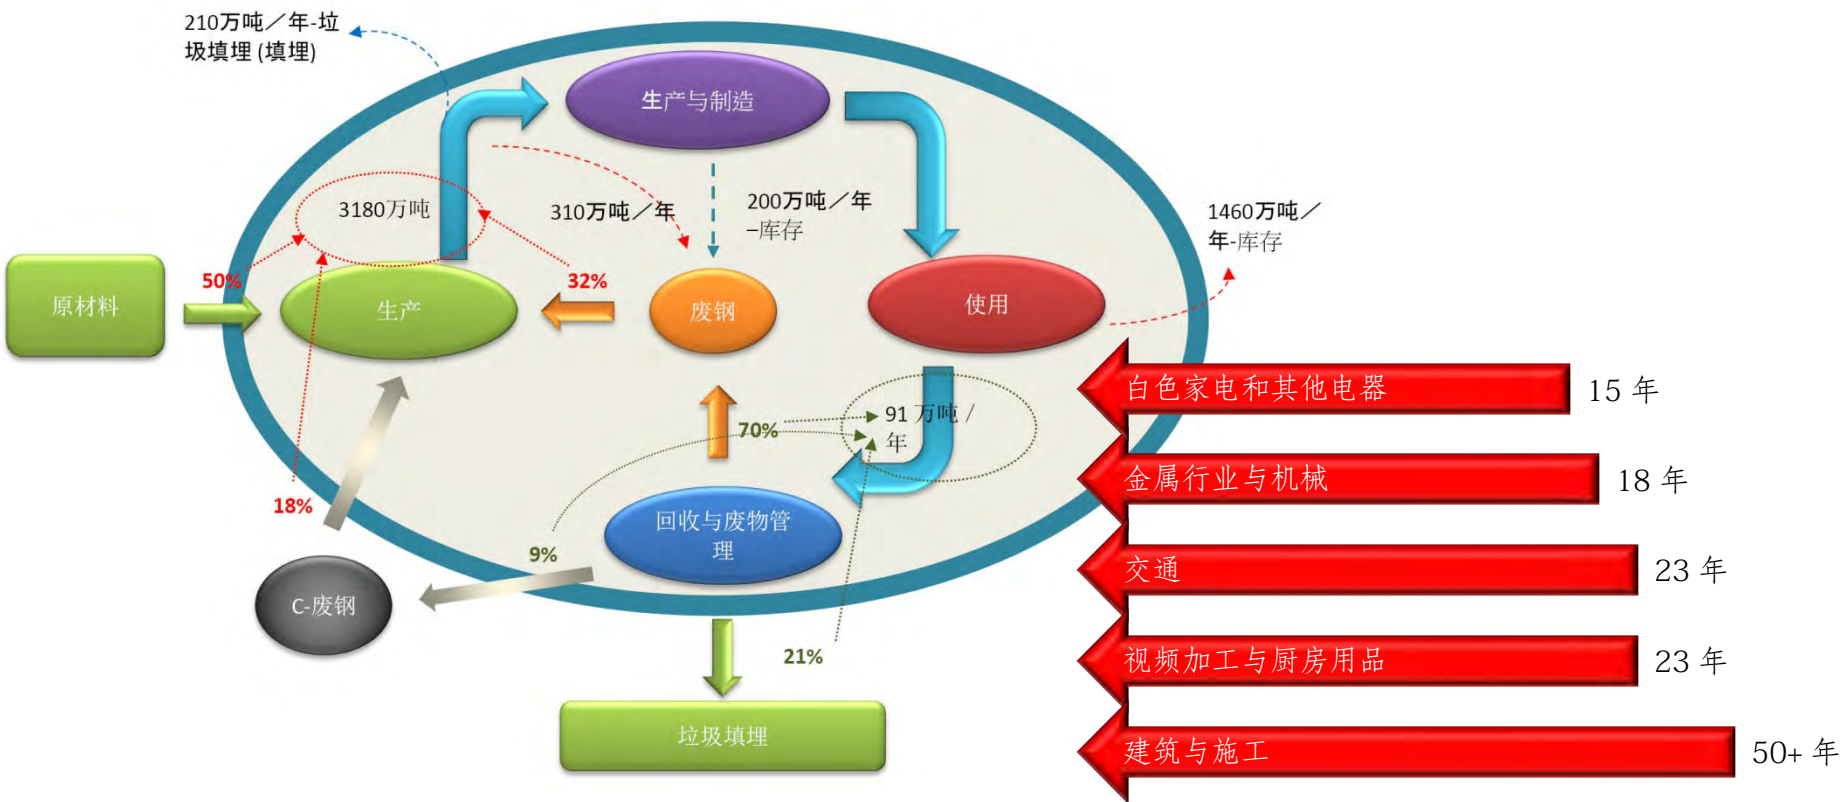 210万吨／年-垃
圾填埋 (填埋)
生产与制造
3180万吨
310万吨／年
200万吨／年
–库存
1460万吨／
年-库存
原材料
50%
生产
32%
废钢
使用
18%
70%
91 万吨 /
年
9%
回收与废物管
理
C-废钢
21%
垃圾填埋
白色家电和其他电器
15 年
金属行业与机械
18 年
交通
23 年
视频加工与厨房用品
23 年
建筑与施工
50+ 年